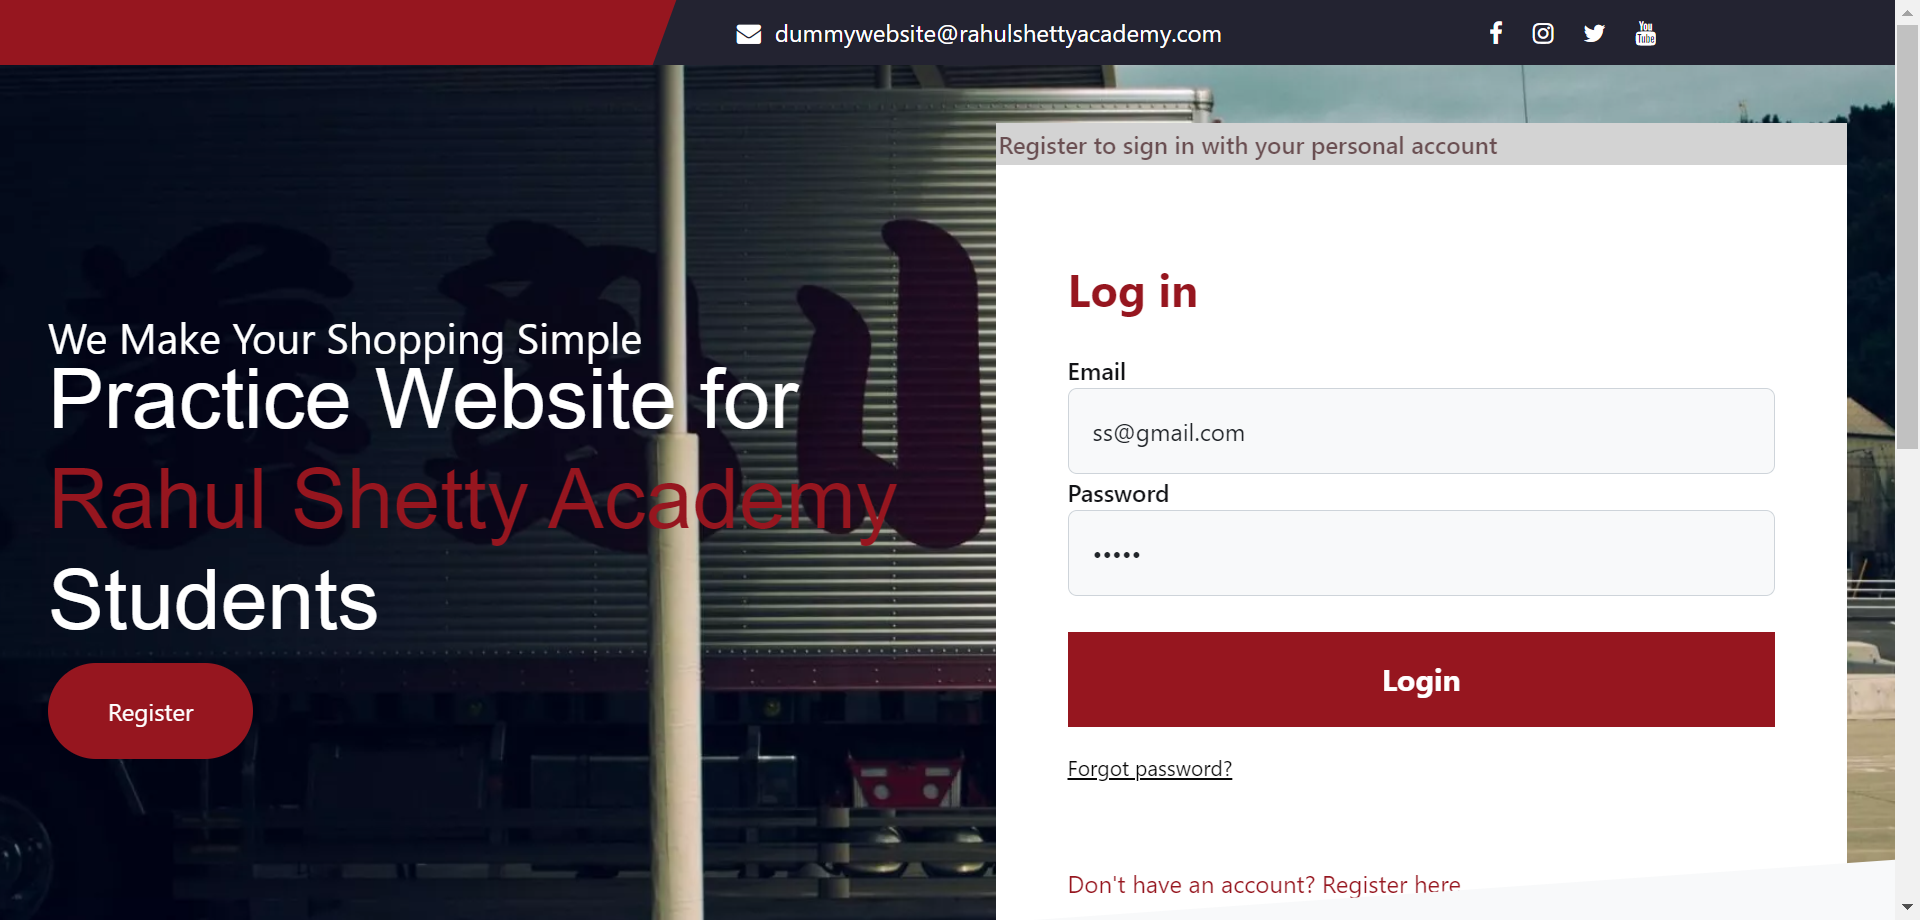 dummywebsite@rahulshettyacademy.com
You
Tube
We Make Your Shopping Simple
Practice Website for
Rahul Shetty Academy
Students
Register
Register to sign in with your personal account
Log in
Email
ss@gmail.com
Password
•••••
Login
Forgot password?
Don't have an account? Register here